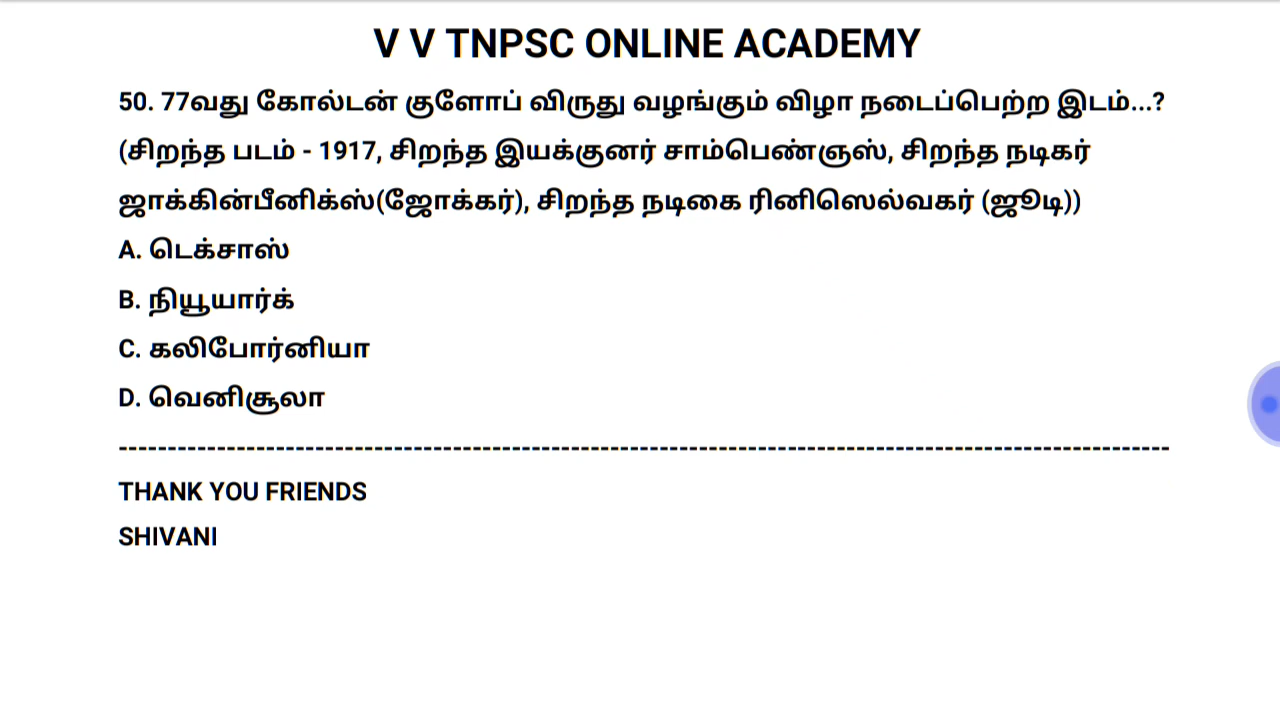 V V TNPSC ONLINE ACADEMY
50. 77வது கோல்டன் குளோப் விருது வழங்கும் விழா நடைப்பெற்ற இடம்...?
(சிறந்த படம் - 1917, சிறந்த இயக்குனர் சாம்பெண்ஞஸ், சிறந்த நடிகர்
ஜாக்கின்பீனிக்ஸ்(ஜோக்கர்), சிறந்த நடிகை ரினிஸெல்வகர் (ஜூடி))
A. டெக்சாஸ்
B. நியூயார்க்
C. கலிபோர்னியா
D. வெனிசூலா
------------------------------------------------------------------------------------------------------------
THANK YOU FRIENDS
SHIVANI